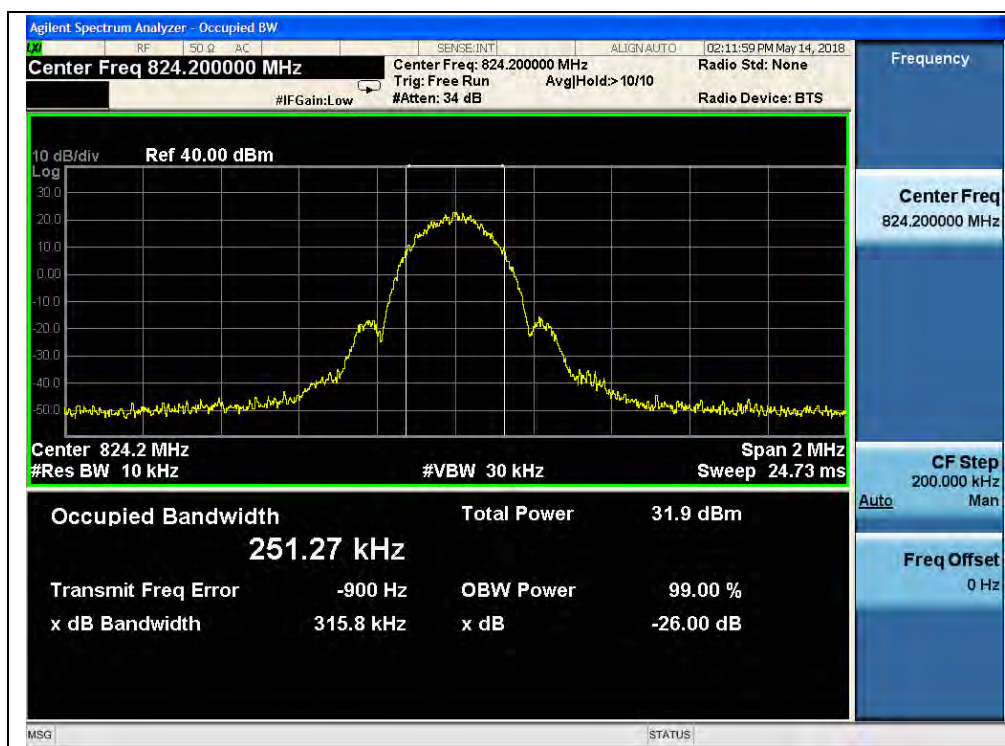 Agilent Spectrum Analyzer - Occupied BW
LXI RF 50 Ω AC SENSE:INT ALIGN AUTO 02:11:59 PM May 14, 2018
Center Freq 824.200000 MHz
Center Freq: 824.200000 MHz
Radio Std: None
Trig: Free Run Avg|Hold:> 10/10
#IFGain:Low #Atten: 34 dB Radio Device: BTS
10 dB/div Ref 40.00 dBm
Log
30.0
20.0
10.0
0.00
-10.0
-20.0
-30.0
-40.0
-50.0
Center 824.2 MHz Span 2 MHz
#Res BW 10 kHz #VBW 30 kHz Sweep 24.73 ms
Occupied Bandwidth Total Power 31.9 dBm
251.27 kHz
Transmit Freq Error -900 Hz OBW Power 99.00 %
x dB Bandwidth 315.8 kHz x dB -26.00 dB
MSG STATUS
Frequency
Center Freq
824.200000 MHz
CF Step
200.000 kHz
Auto Man
Freq Offset
0 Hz